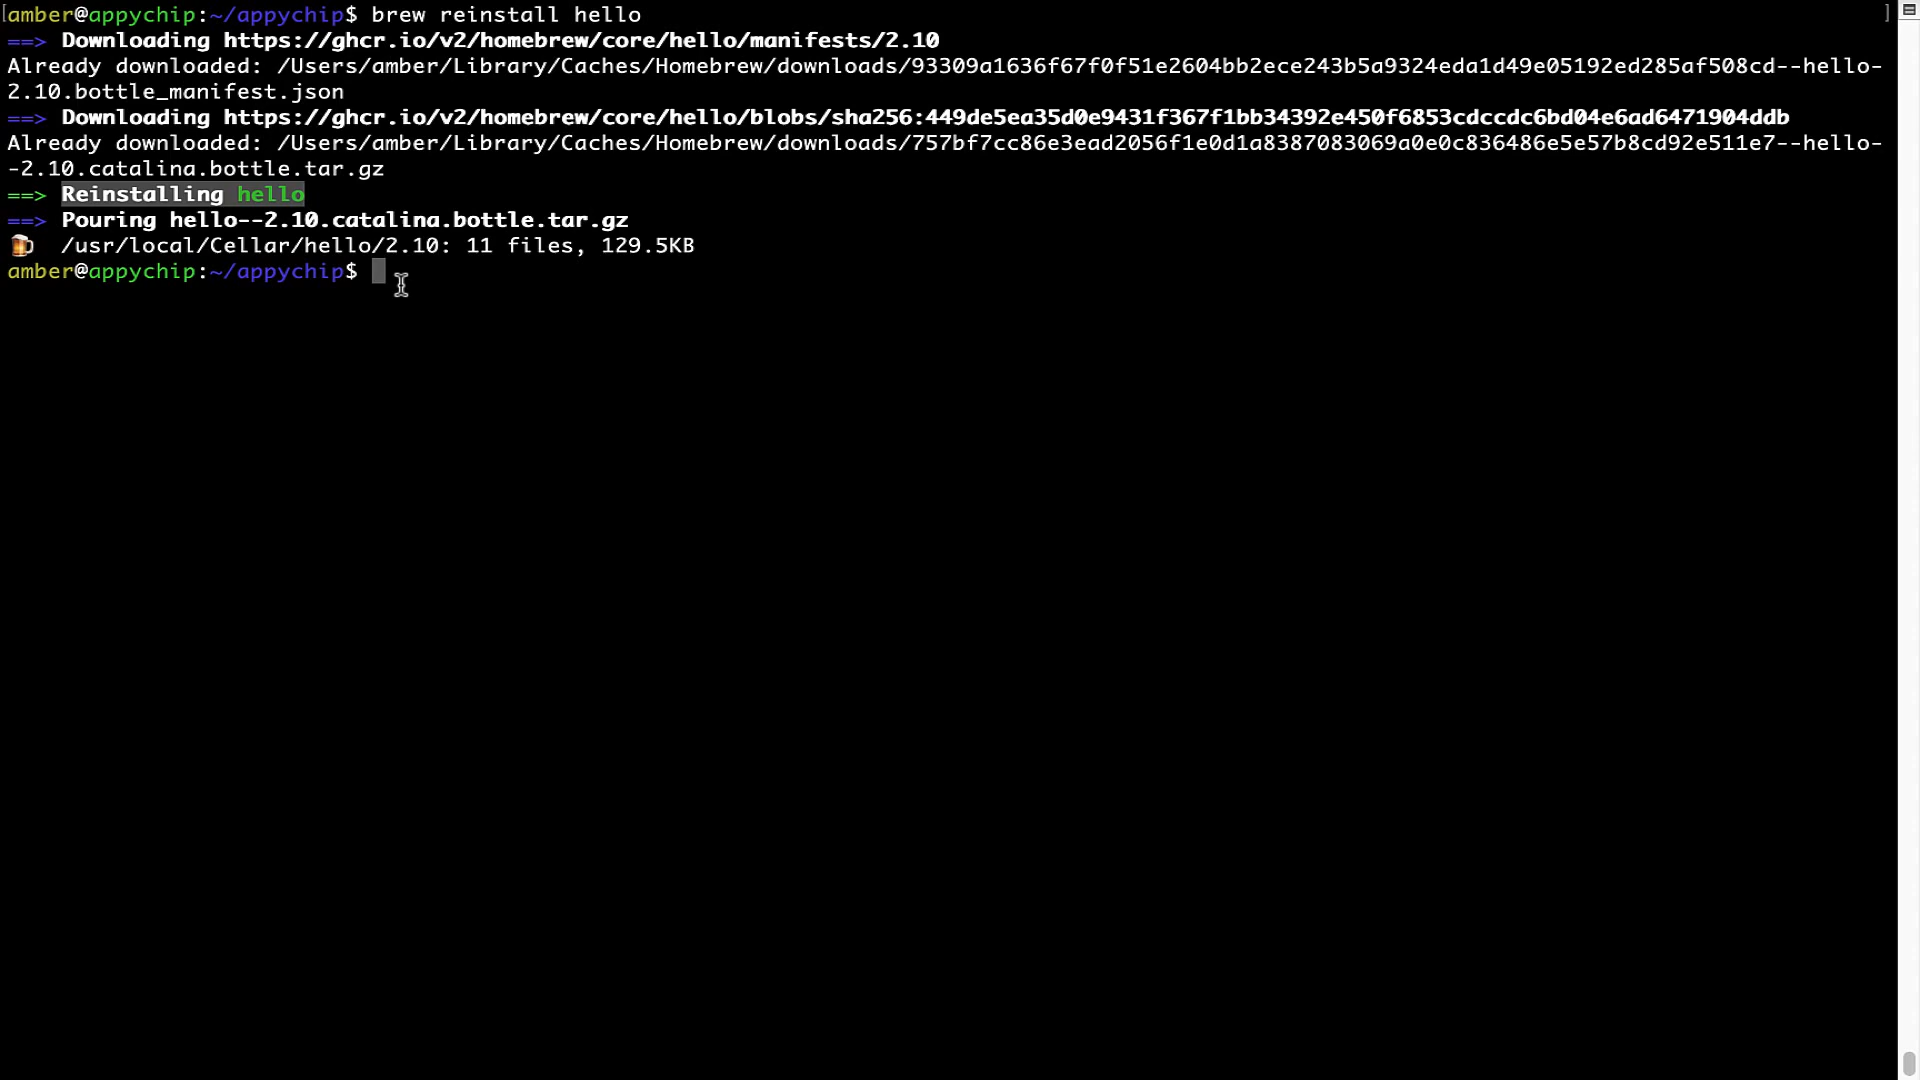 [amber@appychip:~/appychip$ brew reinstall hello ]
==> Downloading https://ghcr.io/v2/homebrew/core/hello/manifests/2.10
Already downloaded: /Users/amber/Library/Caches/Homebrew/downloads/93309a1636f67f0f51e2604bb2ece243b5a9324eda1d49e05192ed285af508cd--hello-
2.10.bottle_manifest.json
==> Downloading https://ghcr.io/v2/homebrew/core/hello/blobs/sha256:449de5ea35d0e9431f367f1bb34392e450f6853cdccdc6bd04e6ad6471904ddb
Already downloaded: /Users/amber/Library/Caches/Homebrew/downloads/757bf7cc86e3ead2056f1e0d1a8387083069a0e0c836486e5e57b8cd92e511e7--hello-
-2.10.catalina.bottle.tar.gz
==> Reinstalling hello
==> Pouring hello--2.10.catalina.bottle.tar.gz
🍺 /usr/local/Cellar/hello/2.10: 11 files, 129.5KB
amber@appychip:~/appychip$